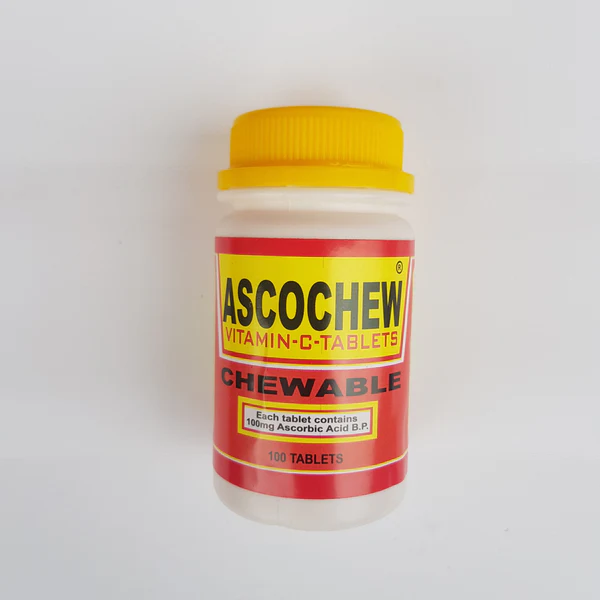 ASCOCHEW®
VITAMIN-C-TABLETS
CHEWABLE
Each tablet contains
100mg Ascorbic Acid B.P.
100 TABLETS